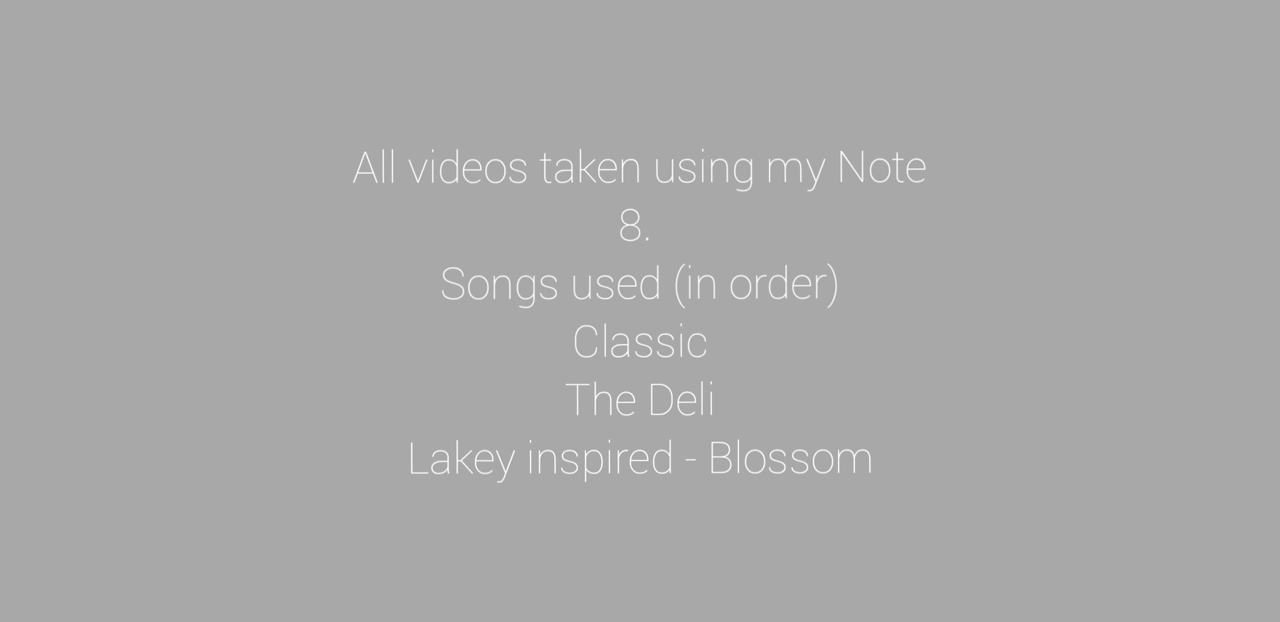 All videos taken using my Note
8.
Songs used (in order)
Classic
The Deli
Lakey inspired - Blossom